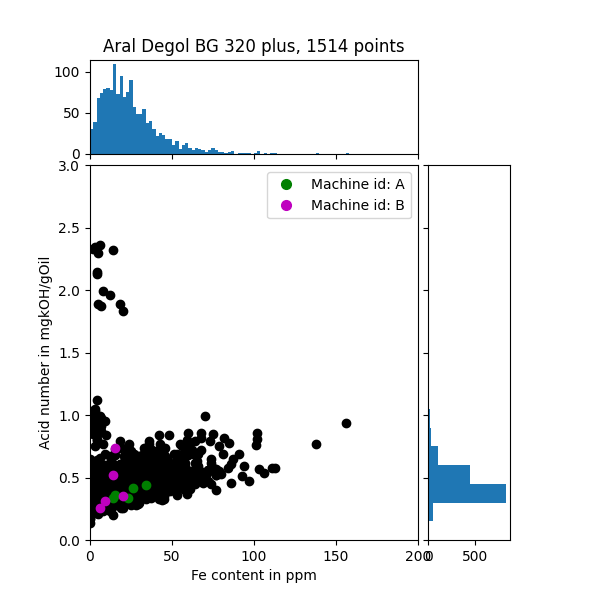 Aral Degol BG 320 plus, 1514 points
100
50
0
3.0
2.5
2.0
1.5
1.0
0.5
0.0
Acid number in mgkOH/gOil
Machine id: A
Machine id: B
0 50 100 150 200
0 500
Fe content in ppm